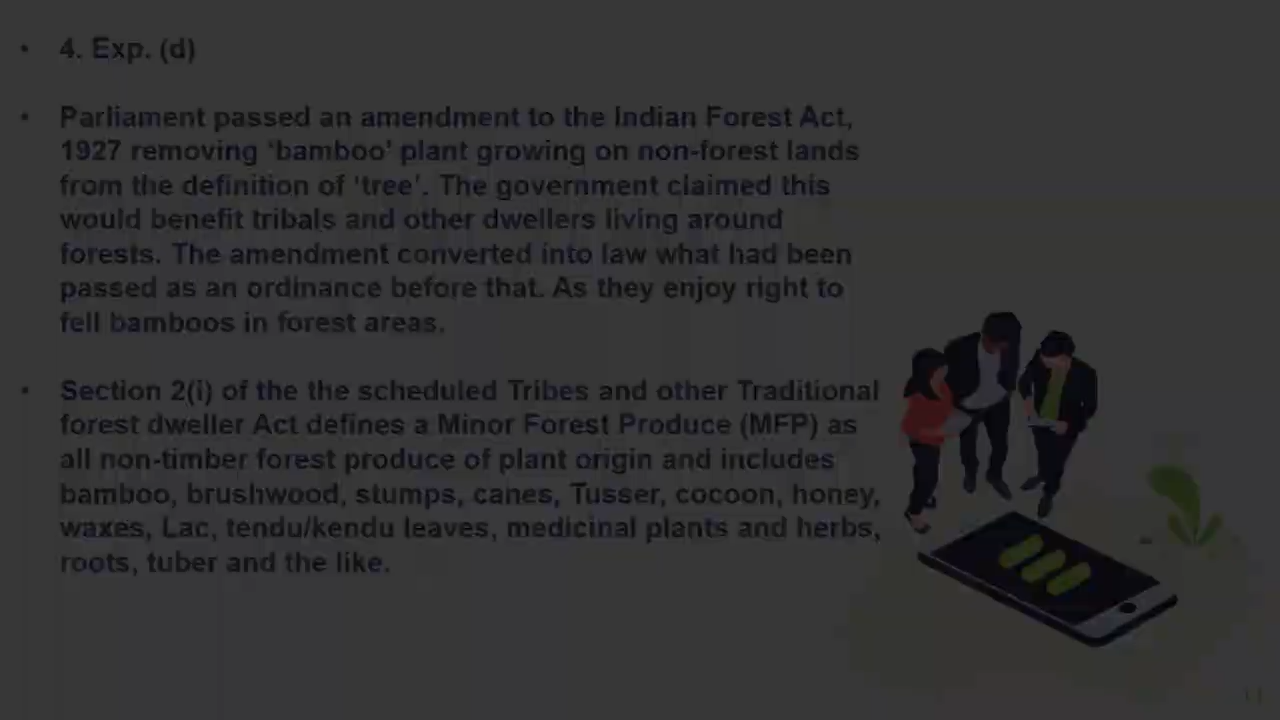 • 4. Exp. (d)
• Parliament passed an amendment to the Indian Forest Act,
1927 removing ‘bamboo’ plant growing on non-forest lands
from the definition of ‘tree’. The government claimed this
would benefit tribals and other dwellers living around
forests. The amendment converted into law what had been
passed as an ordinance before that. As they enjoy right to
fell bamboos in forest areas.
• Section 2(i) of the the scheduled Tribes and other Traditional
forest dweller Act defines a Minor Forest Produce (MFP) as
all non-timber forest produce of plant origin and includes
bamboo, brushwood, stumps, canes, Tusser, cocoon, honey,
waxes, Lac, tendu/kendu leaves, medicinal plants and herbs,
roots, tuber and the like.